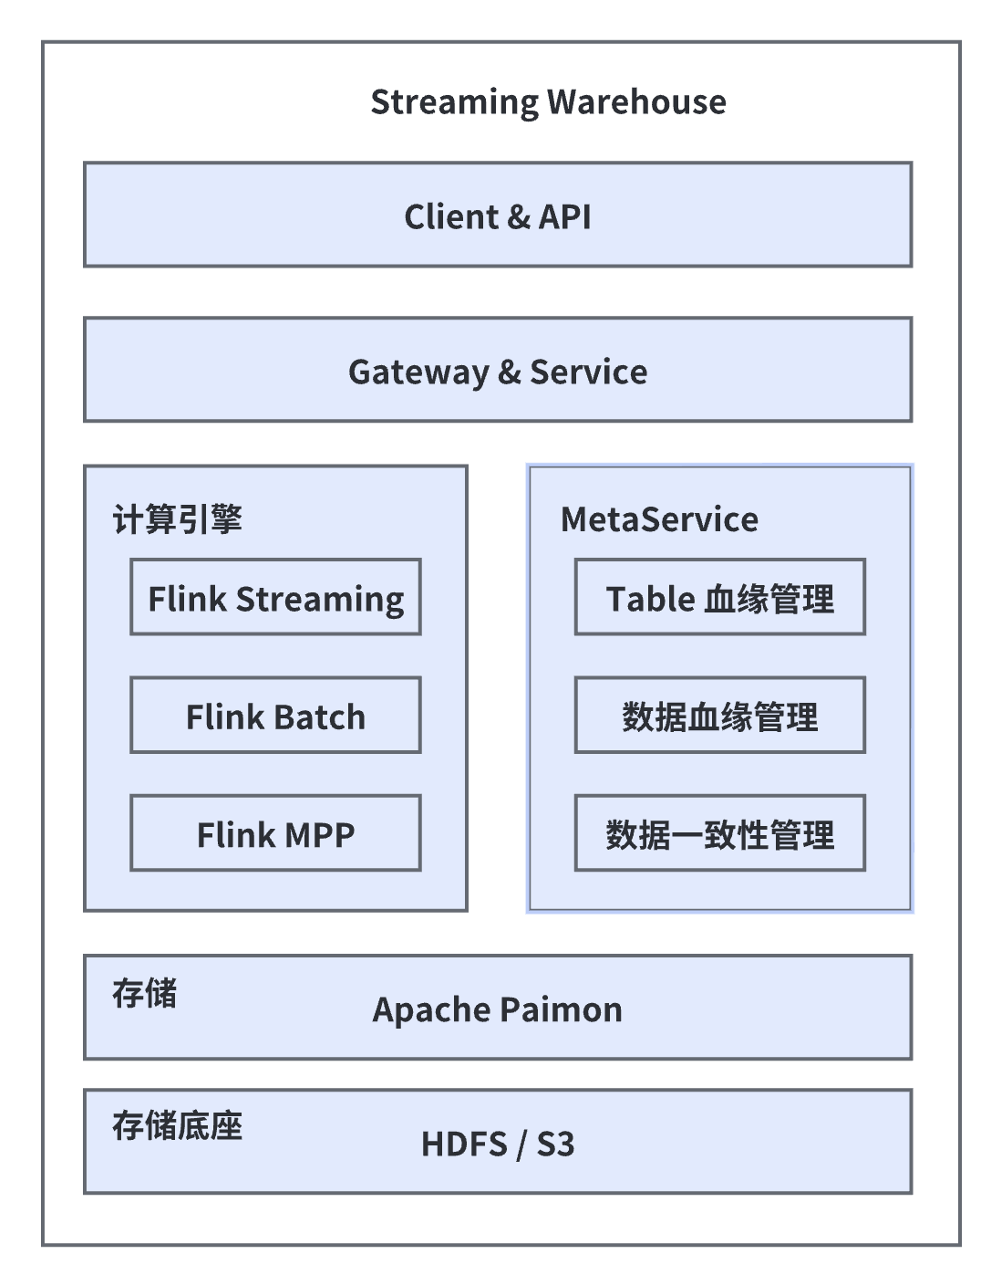 Streaming Warehouse
Client & API
Gateway & Service
计算引擎
Flink Streaming
Flink Batch
Flink MPP
MetaService
Table 血缘管理
数据血缘管理
数据一致性管理
存储
Apache Paimon
存储底座
HDFS / S3